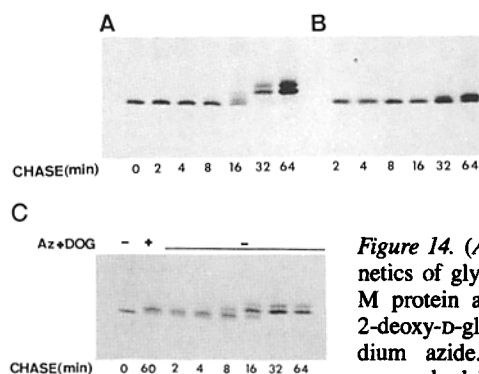 A
B
CHASE(min) 0 2 4 8 16 32 64 2 4 8 16 32 64
C
Az+DOG – + –
CHASE(min) 0 60 2 4 8 16 32 64
Figure 14. (A
netics of gly
M protein a
2-deoxy-D-gl
dium azide.